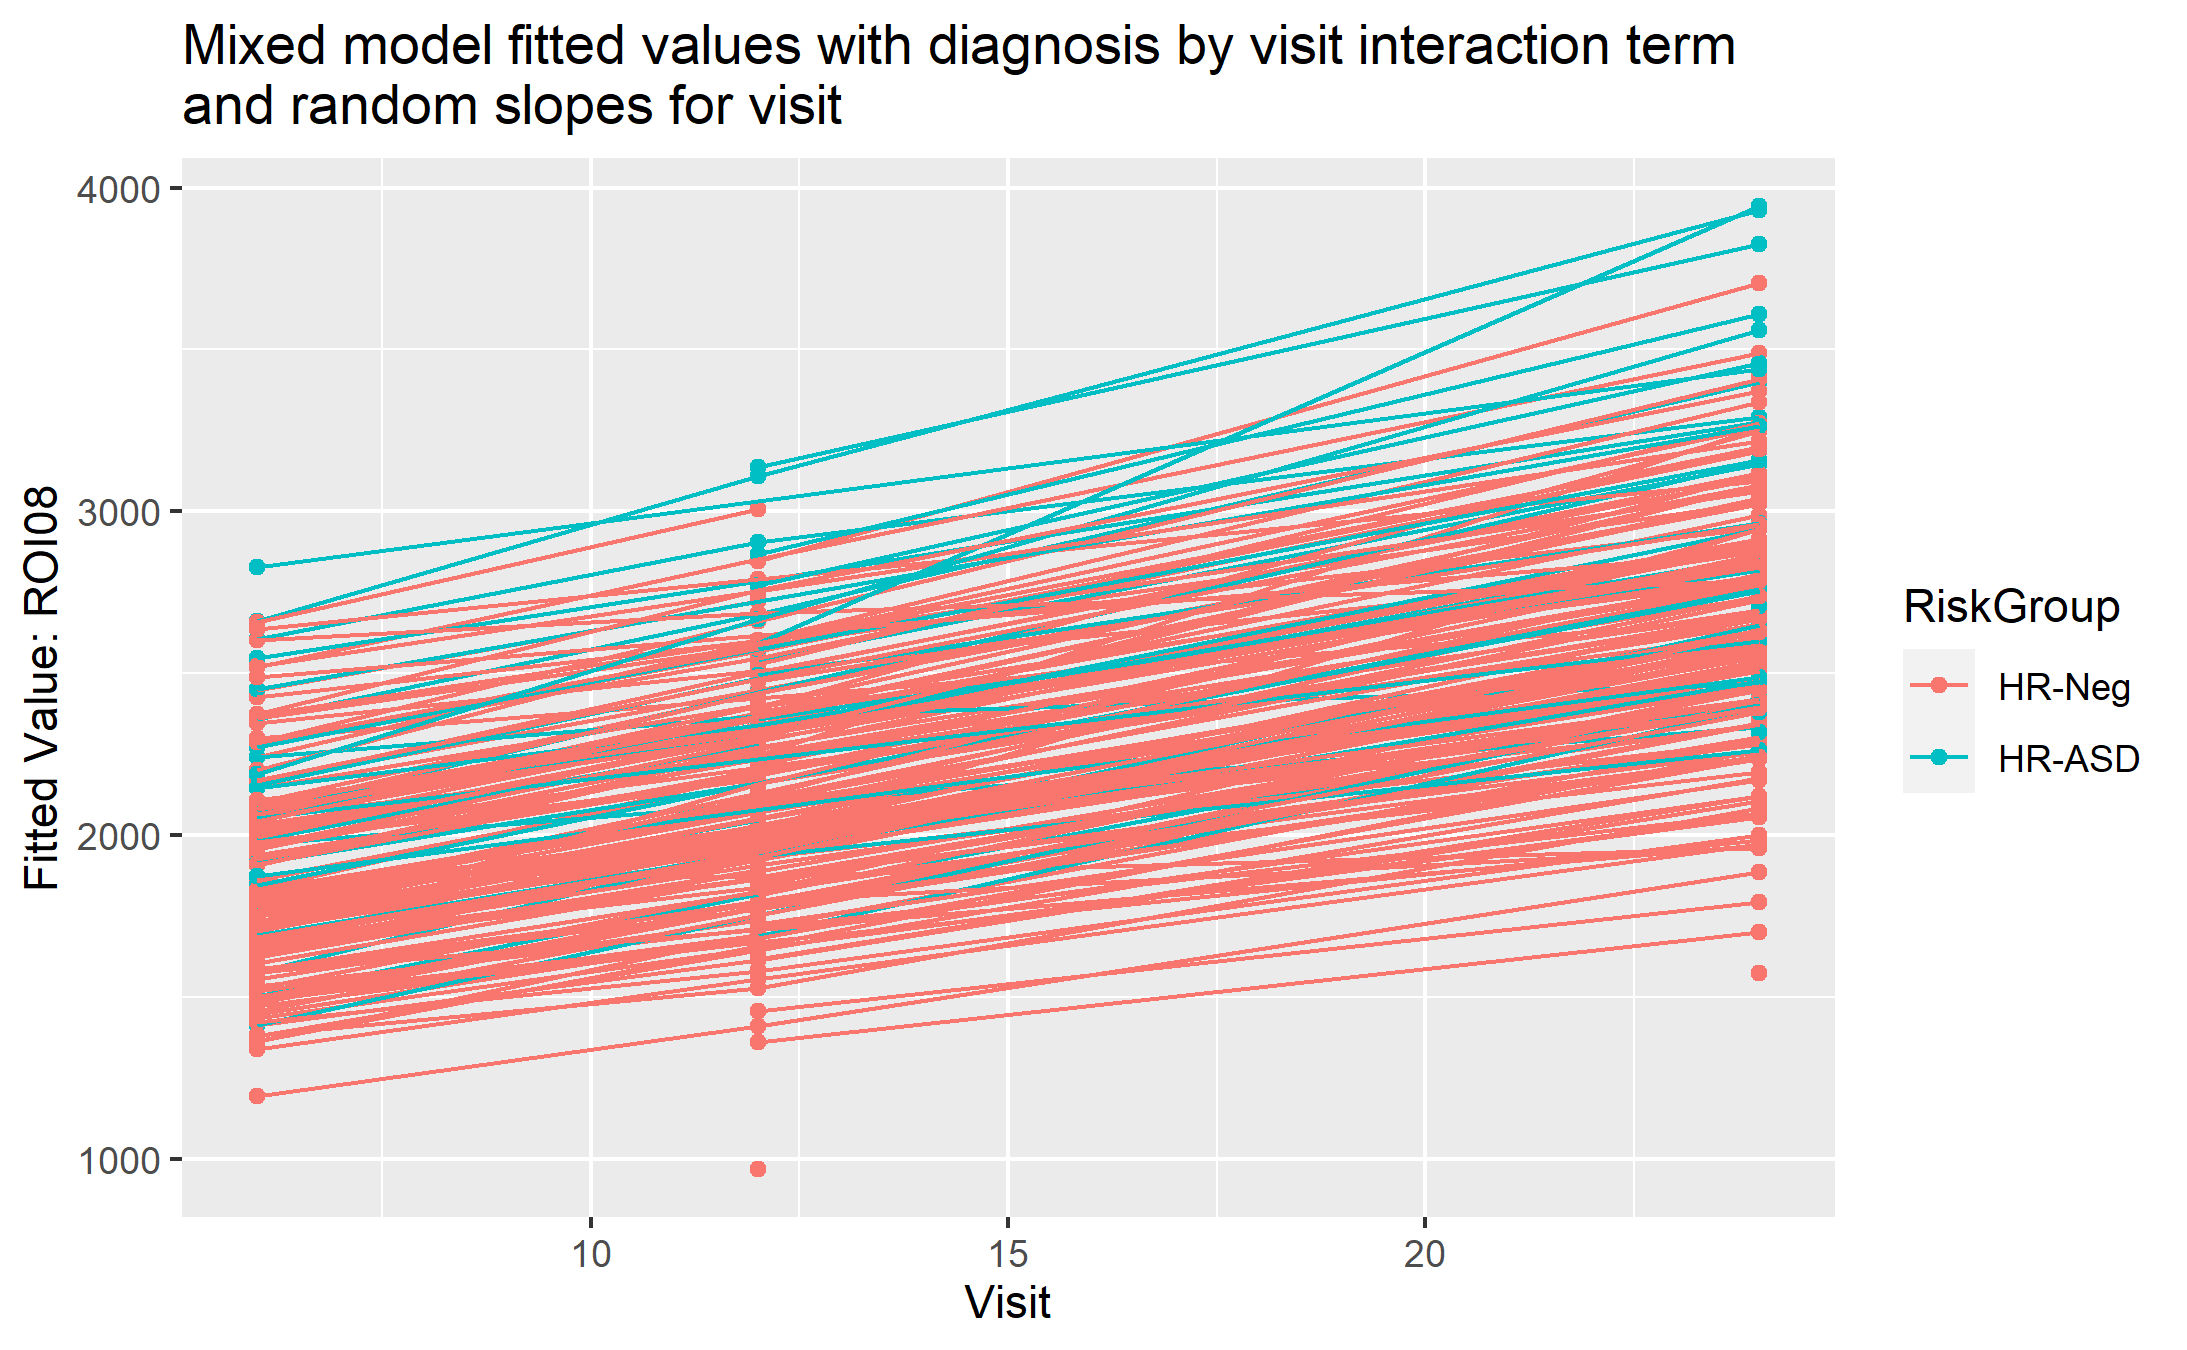 Mixed model fitted values with diagnosis by visit interaction term
and random slopes for visit
4000
3000
2000
1000
Fitted Value: ROI08
10
15
20
Visit
RiskGroup
HR-Neg
HR-ASD